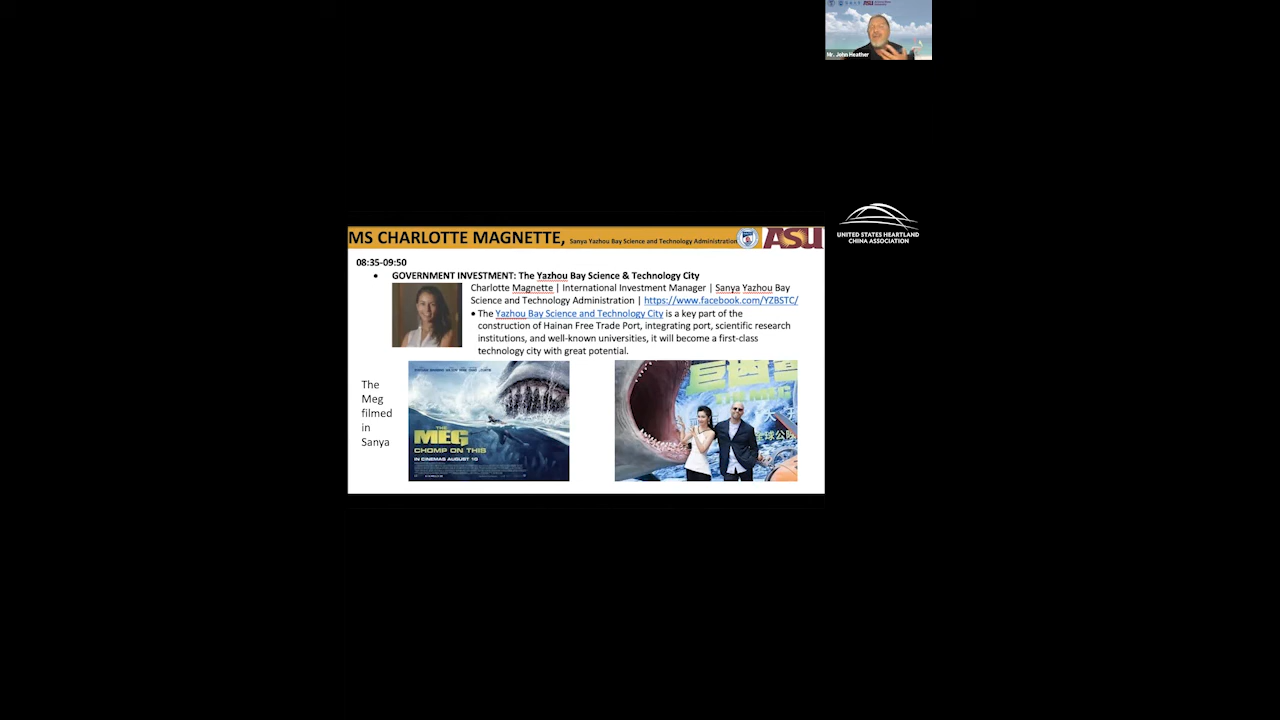 Mr. John Heather
UNITED STATES HEARTLAND
CHINA ASSOCIATION
MS CHARLOTTE MAGNETTE, Sanya Yazhou Bay Science and Technology Administration
ASU
08:35-09:50
• GOVERNMENT INVESTMENT: The Yazhou Bay Science & Technology City
Charlotte Magnette | International Investment Manager | Sanya Yazhou Bay
Science and Technology Administration | https://www.facebook.com/YZBSTC/
• The Yazhou Bay Science and Technology City is a key part of the
construction of Hainan Free Trade Port, integrating port, scientific research
institutions, and well-known universities, it will become a first-class
technology city with great potential.
The
Meg
filmed
in
Sanya
THE
MEG
CHOMP ON THIS
IN CINEMAS AUGUST 10
THE MEG
全球公